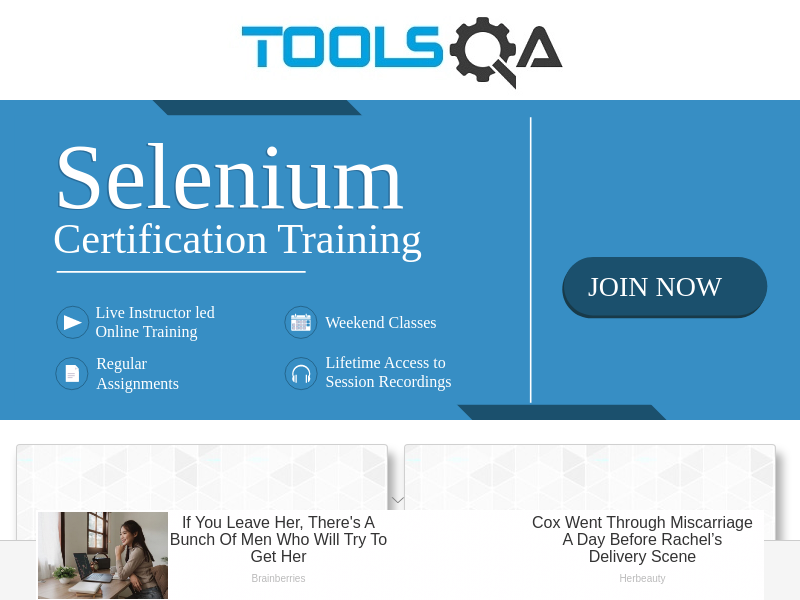 TOOLSQA
Selenium
Certification Training
JOIN NOW
Live Instructor led
Online Training
Weekend Classes
Regular
Assignments
Lifetime Access to
Session Recordings
If You Leave Her, There's A
Bunch Of Men Who Will Try To
Get Her
Brainberries
Cox Went Through Miscarriage
A Day Before Rachel's
Delivery Scene
Herbeauty